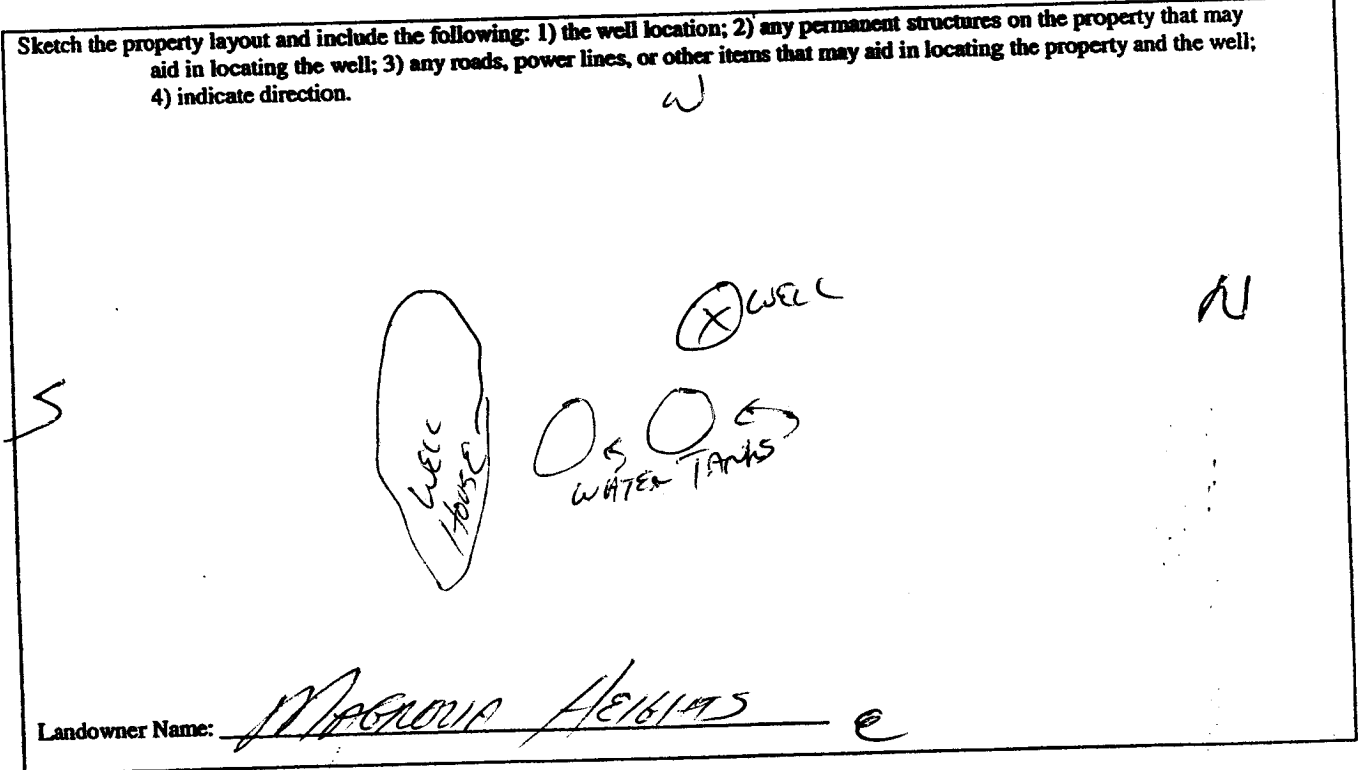 Sketch the property layout and include the following: 1) the well location; 2) any permanent structures on the property that may
aid in locating the well; 3) any roads, power lines, or other items that may aid in locating the property and the well;
4) indicate direction.
W
WELL
N
S
WELL
HOUSE
WATER TANKS
Landowner Name: MAGNOLIA HEIGHTS
E